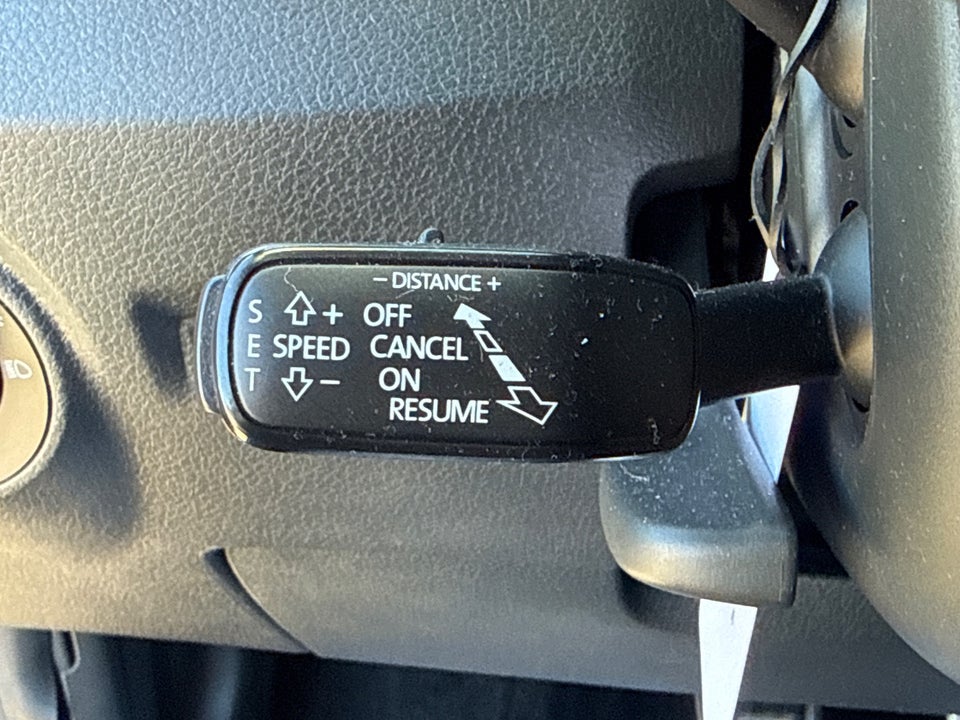 − DISTANCE +
S + OFF
E SPEED CANCEL
T − ON
RESUME